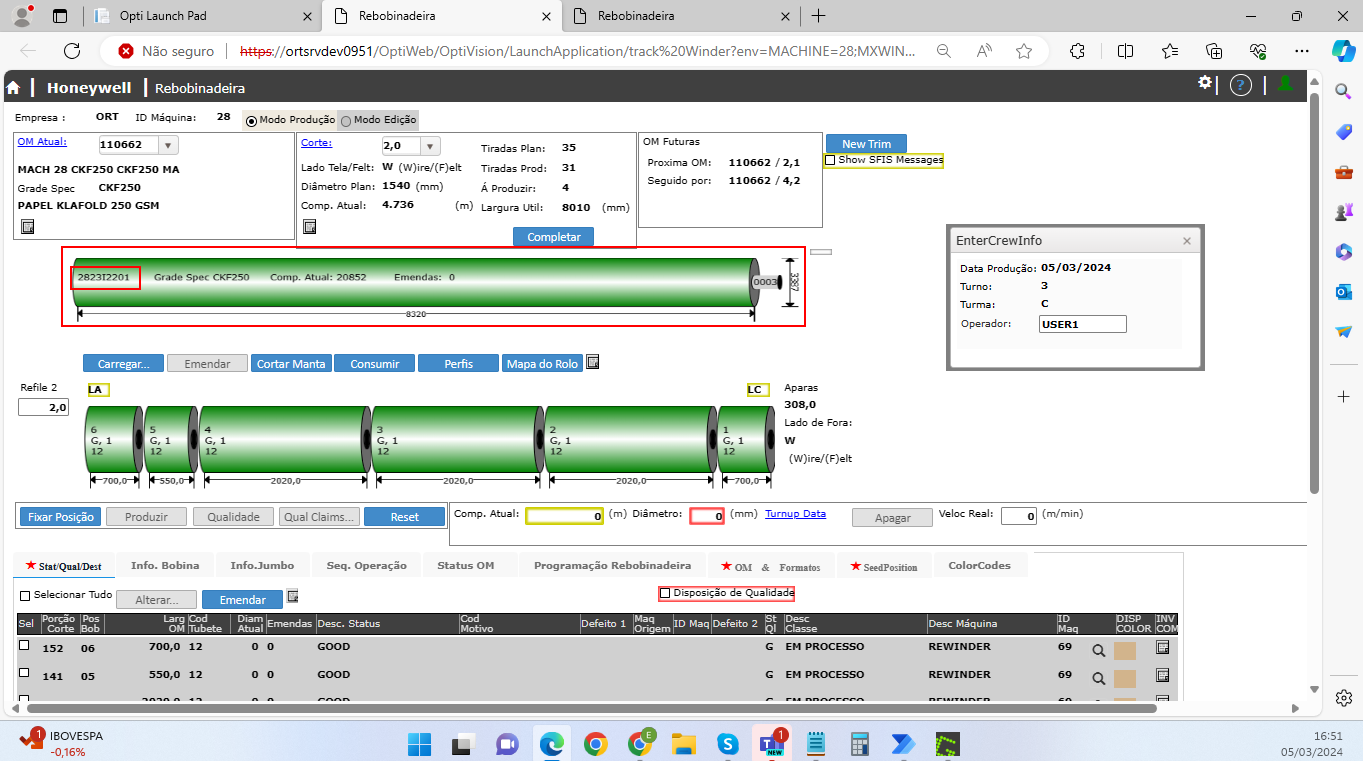 Opti Launch Pad
Rebobinadeira
Rebobinadeira
Não seguro
https://ortsrvdev0951/OptiWeb/OptiVision/LaunchApplication/track%20Winder?env=MACHINE=28;MXWIN...
Honeywell Rebobinadeira
Empresa : ORT ID Máquina: 28 Modo Produção Modo Edição
OM Atual: 110662
MACH 28 CKF250 CKF250 MA
Grade Spec CKF250
PAPEL KLAFOLD 250 GSM
Corte: 2,0
Lado Tela/Felt: W (W)ire/(F)elt
Diâmetro Plan: 1540 (mm)
Comp. Atual: 4.736 (m)
Tiradas Plan: 35
Tiradas Prod: 31
Á Produzir: 4
Largura Util: 8010 (mm)
Completar
OM Futuras
Proxima OM: 110662 / 2,1
Seguido por: 110662 / 4,2
New Trim
Show SFIS Messages
2823I2201 Grade Spec CKF250 Comp. Atual: 20852 Emendas: 0
0003
3387
8320
EnterCrewInfo
Data Produção: 05/03/2024
Turno: 3
Turma: C
Operador: USER1
Carregar... Emendar Cortar Manta Consumir Perfis Mapa do Rolo
Refile 2
2,0
LA
LC
6 G, 1 12
5 G, 1 12
4 G, 1 12
3 G, 1 12
2 G, 1 12
1 G, 1 12
700,0 550,0 2020,0 2020,0 2020,0 700,0
Aparas
308,0
Lado de Fora:
W
(W)ire/(F)elt
Fixar Posição Produzir Qualidade Qual Claims... Reset
Comp. Atual: 0 (m) Diâmetro: 0 (mm) Turnup Data Apagar Veloc Real: 0 (m/min)
Stat/Qual/Dest Info. Bobina Info.Jumbo Seq. Operação Status OM Programação Rebobinadeira OM & Formatos SeedPosition ColorCodes
Selecionar Tudo Alterar... Emendar Disposição de Qualidade
Sel Porção Corte Pos Bob Larg OM Cod Tubete Diam Atual Emendas Desc. Status Cod Motivo Defeito 1 Maq Origem ID Maq Defeito 2 St Ql Desc Classe Desc Máquina ID Maq DISP COLOR INV COM
152 06 700,0 12 0 0 GOOD G EM PROCESSO REWINDER 69
141 05 550,0 12 0 0 GOOD G EM PROCESSO REWINDER 69
IBOVESPA
-0,16%
1
E
1
NEW
16:51
05/03/2024